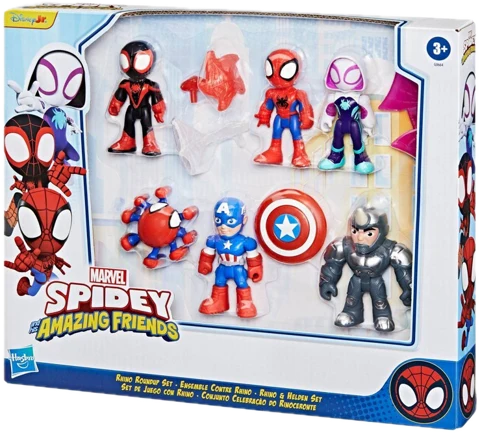 Disney Jr.
3+
MARVEL
SPIDEY
AND HIS
AMAZING FRIENDS
Hasbro
Rhino Roundup Set · Ensemble Contre Rhino · Rhino & Helden Set
Set de Juego con Rhino · Conjunto Celebração do Rinoceronte